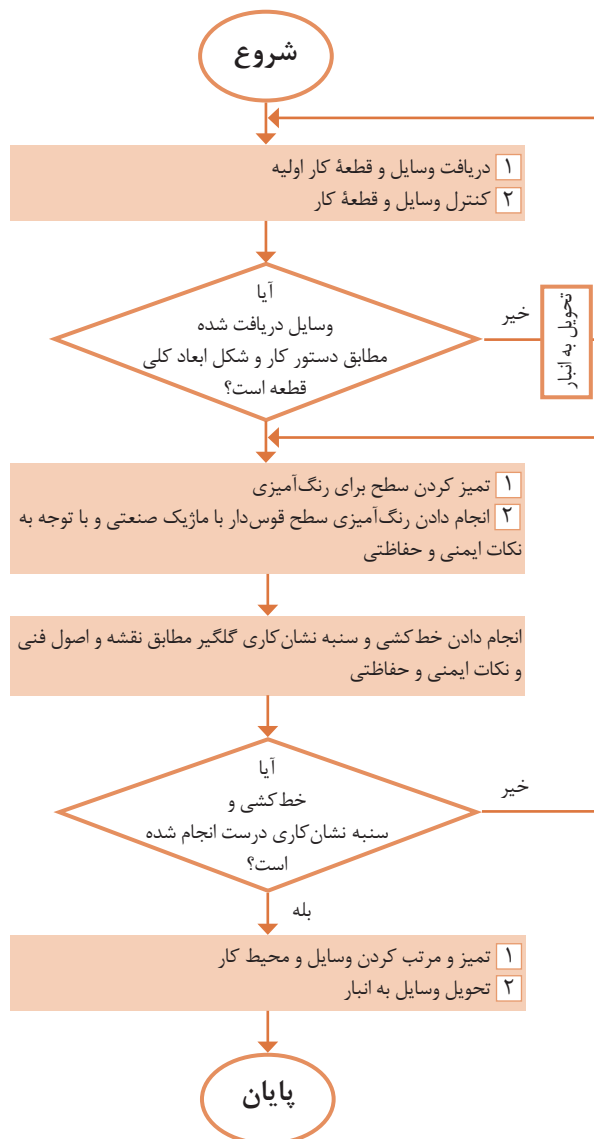 شروع
۱ دریافت وسایل و قطعهٔ کار اولیه
۲ کنترل وسایل و قطعهٔ کار
آیا
وسایل دریافت شده
مطابق دستور کار و شکل ابعاد کلی
قطعه است؟
خیر
تحویل به انبار
۱ تمیز کردن سطح برای رنگ‌آمیزی
۲ انجام دادن رنگ‌آمیزی سطح قوس‌دار با ماژیک صنعتی و با توجه به
نکات ایمنی و حفاظتی
انجام دادن خط‌کشی و سنبه نشان‌کاری گلگیر مطابق نقشه و اصول فنی
و نکات ایمنی و حفاظتی
آیا
خط‌کشی و
سنبه نشان‌کاری درست انجام شده
است؟
خیر
بله
۱ تمیز و مرتب کردن وسایل و محیط کار
۲ تحویل وسایل به انبار
پایان